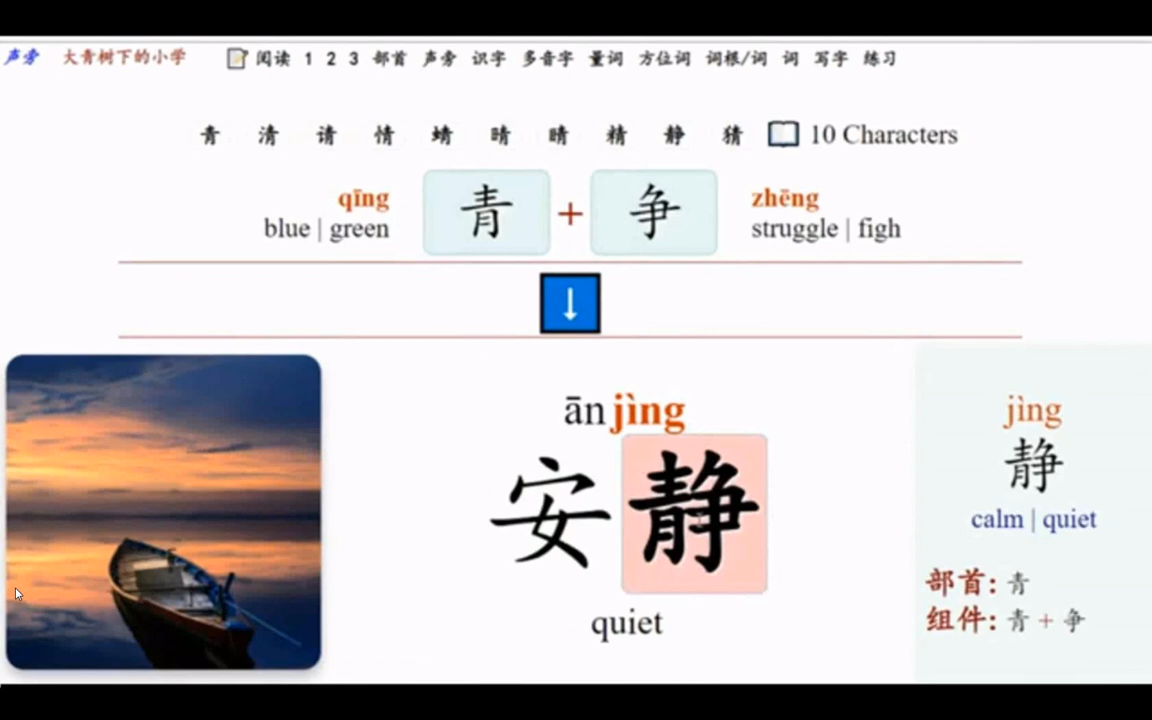 声旁 大青树下的小学 阅读 1 2 3 部首 声旁 识字 多音字 量词 方位词 词根/词 词 写字 练习
青 清 请 情 蜻 晴 睛 精 静 猜 10 Characters
qīng 青 + 争 zhēng
blue | green struggle | figh
↓
ān jìng
安静
quiet
jìng
静
calm | quiet
部首: 青
组件: 青 + 争